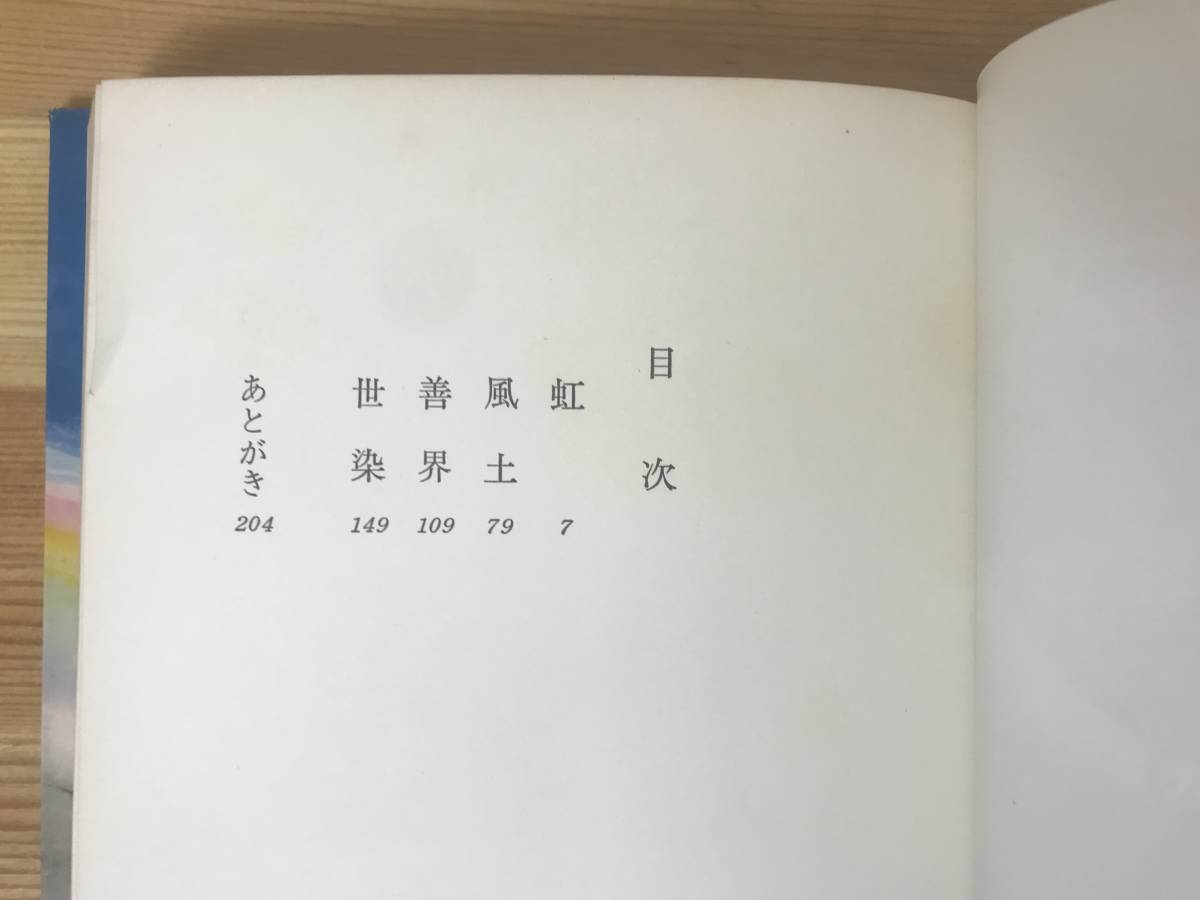 目次
虹 7
風土 79
善界 109
世染 149
あとがき 204